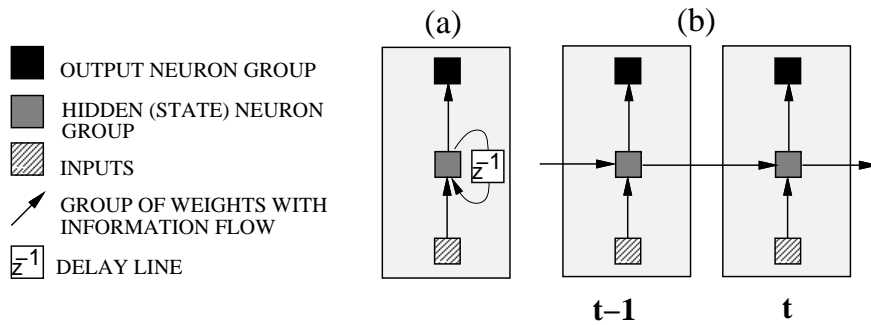 (a)
(b)
OUTPUT NEURON GROUP
HIDDEN (STATE) NEURON
GROUP
INPUTS
GROUP OF WEIGHTS WITH
INFORMATION FLOW
z⁻¹ DELAY LINE
z⁻¹
t–1
t